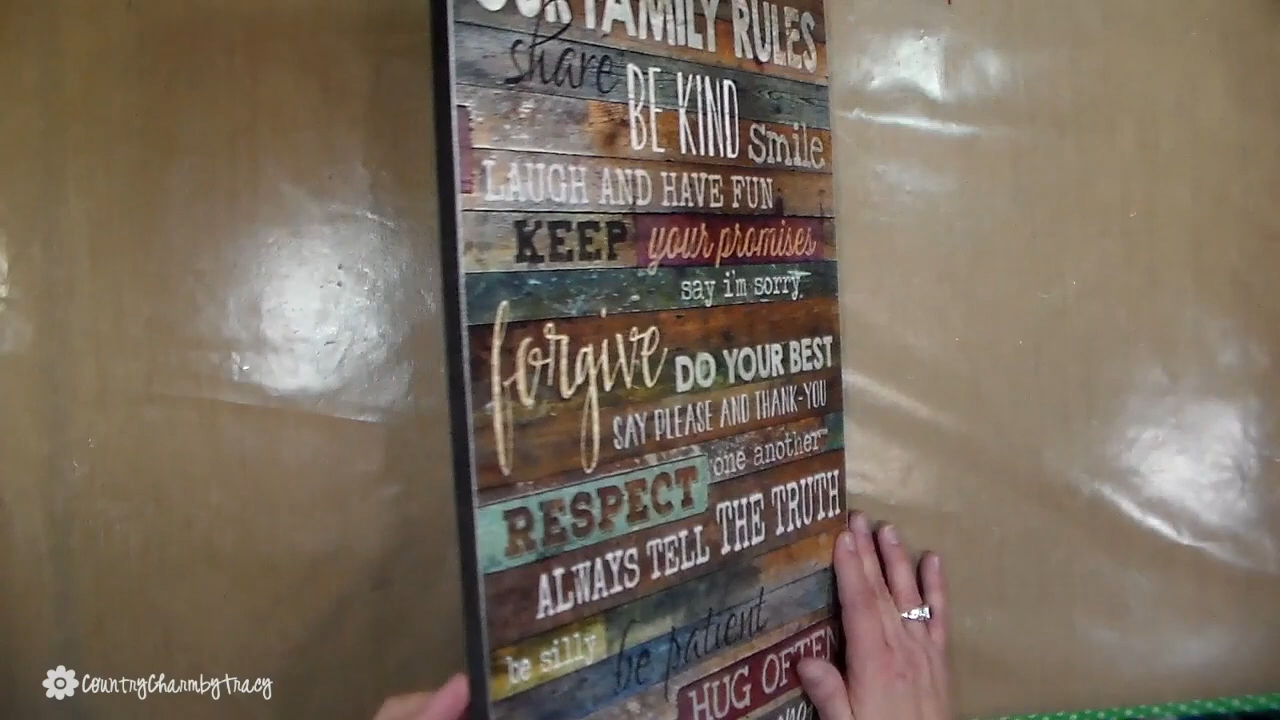 OUR FAMILY RULES
share
BE KIND smile
LAUGH AND HAVE FUN
KEEP your promises
say i'm sorry
forgive DO YOUR BEST
SAY PLEASE AND THANK-YOU
RESPECT one another
ALWAYS TELL THE TRUTH
be silly be patient
HUG OFTEN
CountryCharmbyTracy